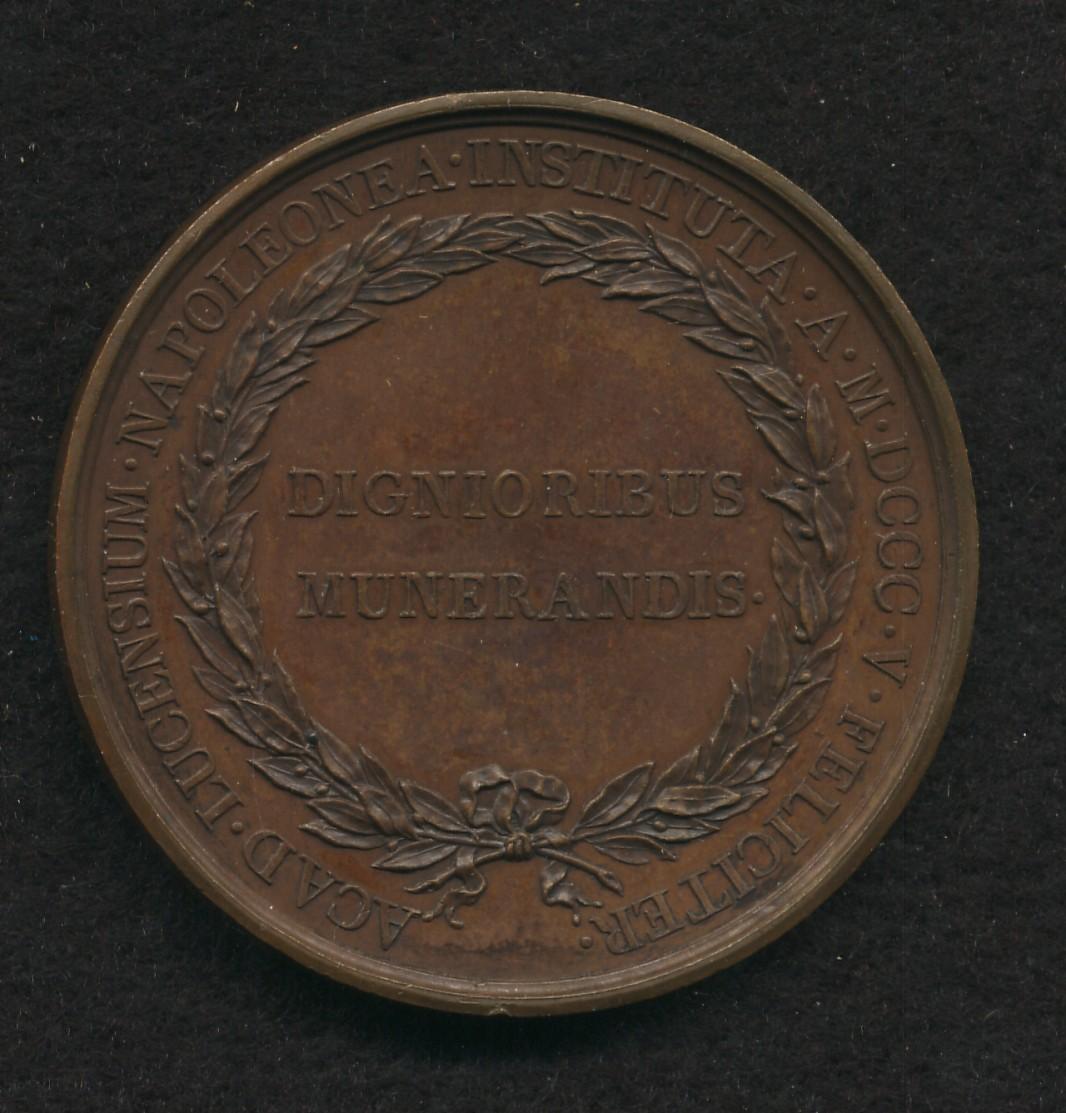 ACAD · LUCENSIUM · NAPOLEONEA · INSTITUTA · A · M · DCCC · V · FELICITER ·
DIGNIORIBUS
MUNERANDIS ·